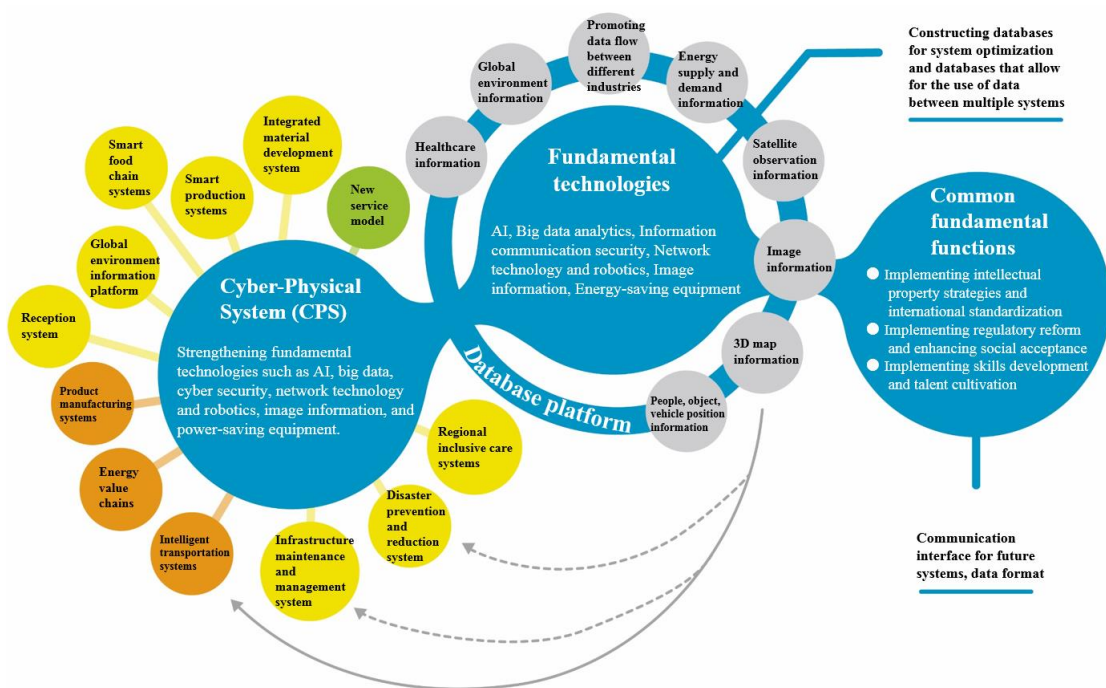 Promoting
data flow
between
different
industries
Global
environment
information
Energy
supply and
demand
information
Healthcare
information
Satellite
observation
information
Image
information
3D map
information
People, object,
vehicle position
information
Database platform
Constructing databases
for system optimization
and databases that allow
for the use of data
between multiple systems
Fundamental
technologies
AI, Big data analytics, Information
communication security, Network
technology and robotics, Image
information, Energy-saving equipment
Common
fundamental
functions
Implementing intellectual
property strategies and
international standardization
Implementing regulatory reform
and enhancing social acceptance
Implementing skills development
and talent cultivation
Communication
interface for future
systems, data format
Integrated
material
development
system
Smart
food
chain
systems
Smart
production
systems
New
service
model
Global
environment
information
platform
Reception
system
Product
manufacturing
systems
Energy
value
chains
Intelligent
transportation
systems
Infrastructure
maintenance
and
management
system
Disaster
prevention
and
reduction
system
Regional
inclusive care
systems
Cyber-Physical
System (CPS)
Strengthening fundamental
technologies such as AI, big data,
cyber security, network technology
and robotics, image information, and
power-saving equipment.